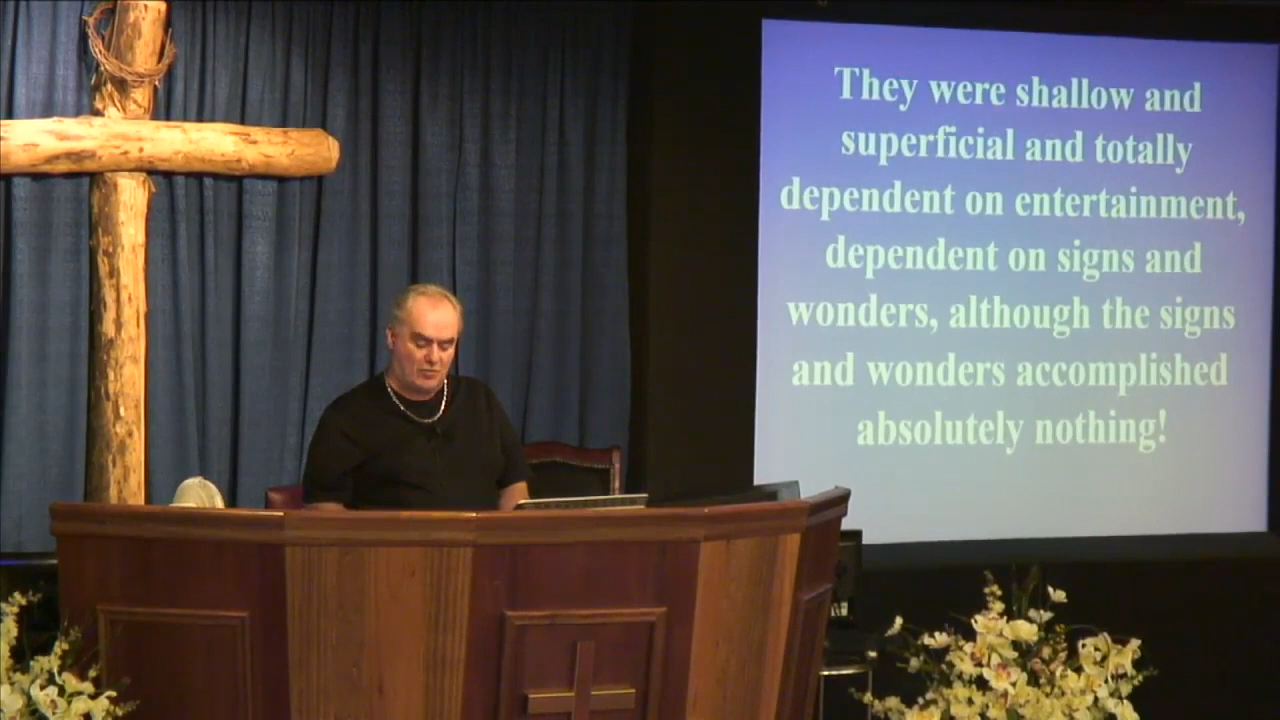 They were shallow and
superficial and totally
dependent on entertainment,
dependent on signs and
wonders, although the signs
and wonders accomplished
absolutely nothing!